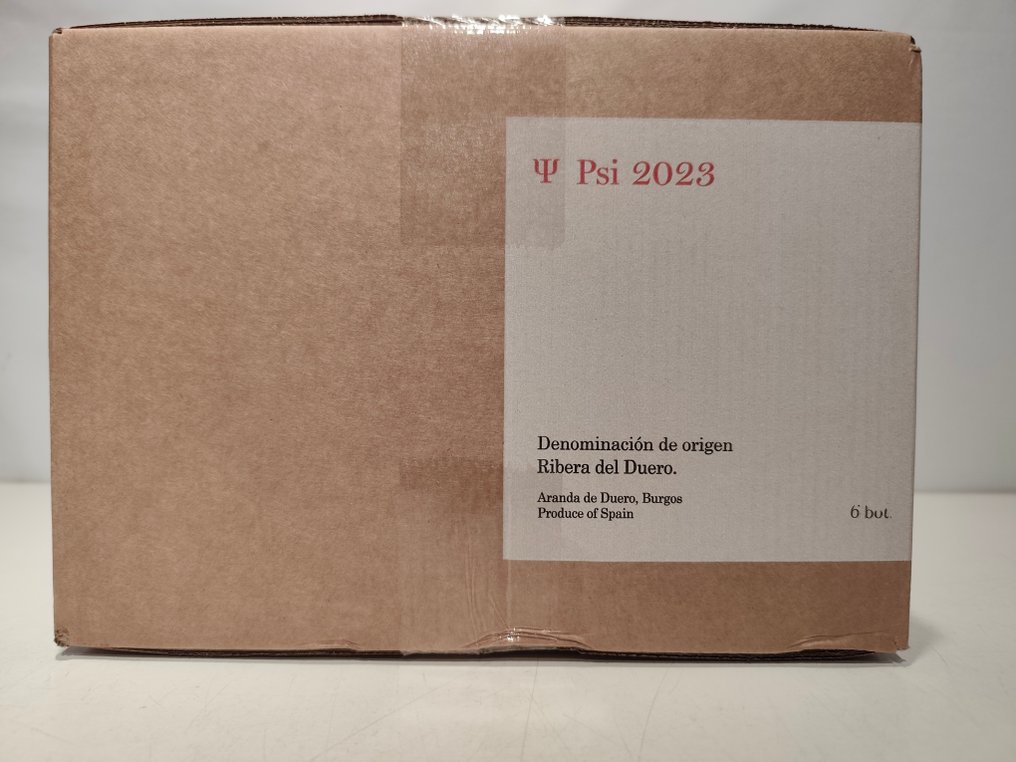 Ψ Psi 2023
Denominación de origen
Ribera del Duero.
Aranda de Duero, Burgos
Produce of Spain
6 bot.